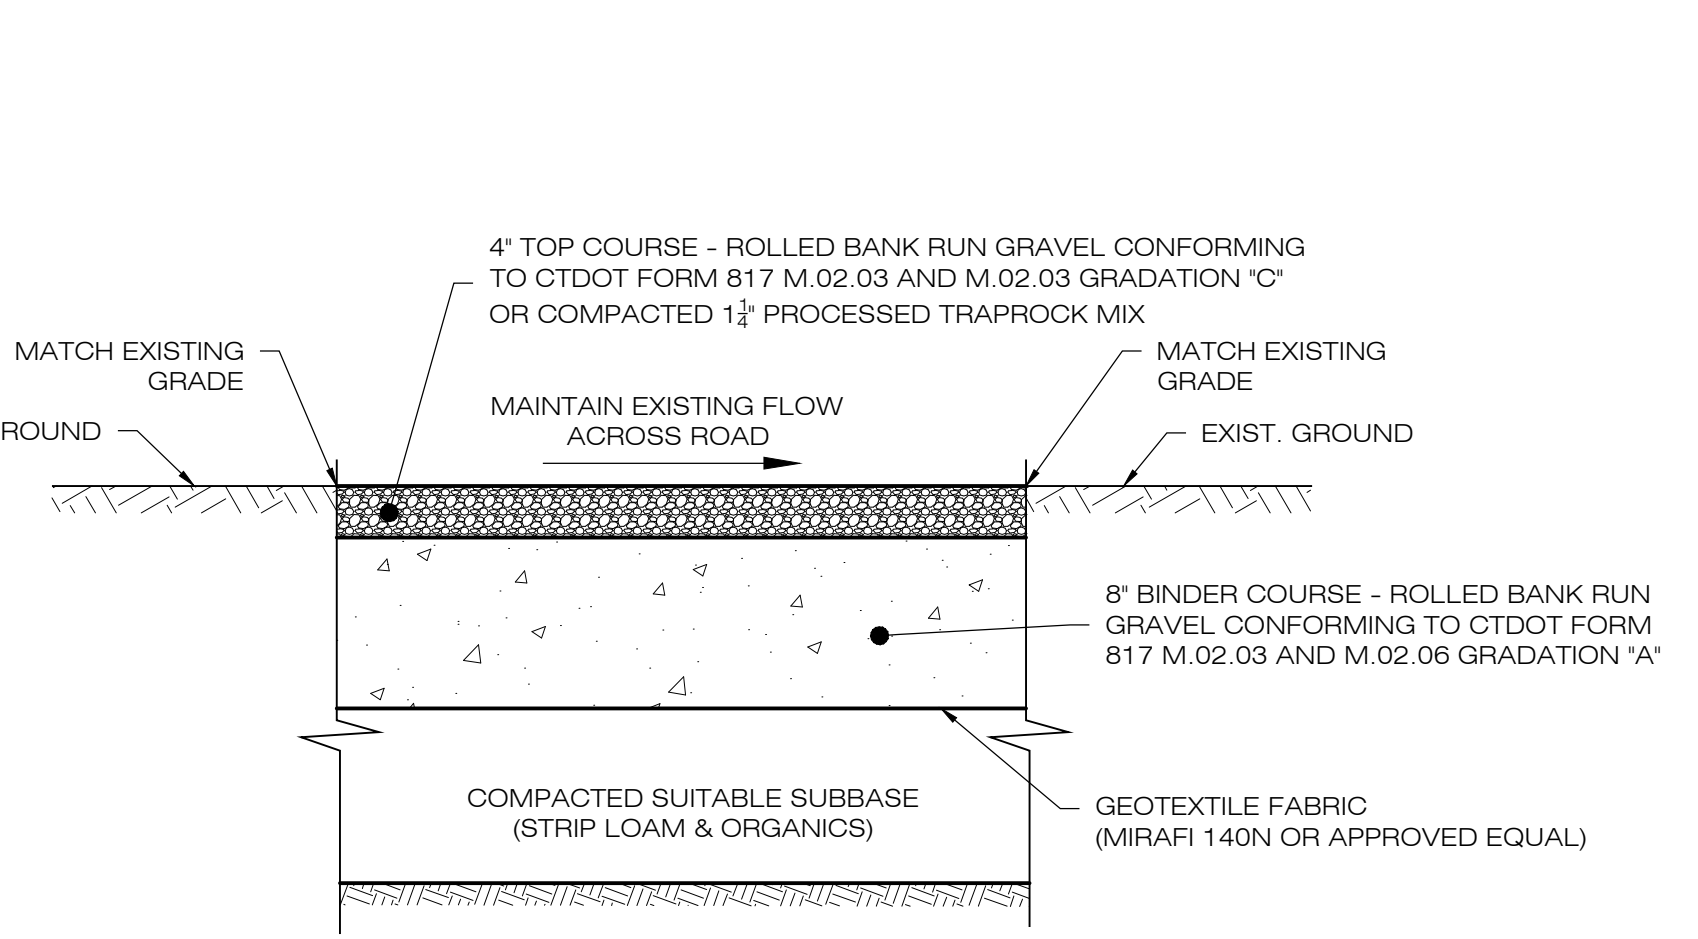 4" TOP COURSE - ROLLED BANK RUN GRAVEL CONFORMING
TO CTDOT FORM 817 M.02.03 AND M.02.03 GRADATION "C"
OR COMPACTED 1 1/4" PROCESSED TRAPROCK MIX
MATCH EXISTING
GRADE
MATCH EXISTING
GRADE
MAINTAIN EXISTING FLOW
ACROSS ROAD
ROUND
EXIST. GROUND
8" BINDER COURSE - ROLLED BANK RUN
GRAVEL CONFORMING TO CTDOT FORM
817 M.02.03 AND M.02.06 GRADATION "A"
COMPACTED SUITABLE SUBBASE
(STRIP LOAM & ORGANICS)
GEOTEXTILE FABRIC
(MIRAFI 140N OR APPROVED EQUAL)